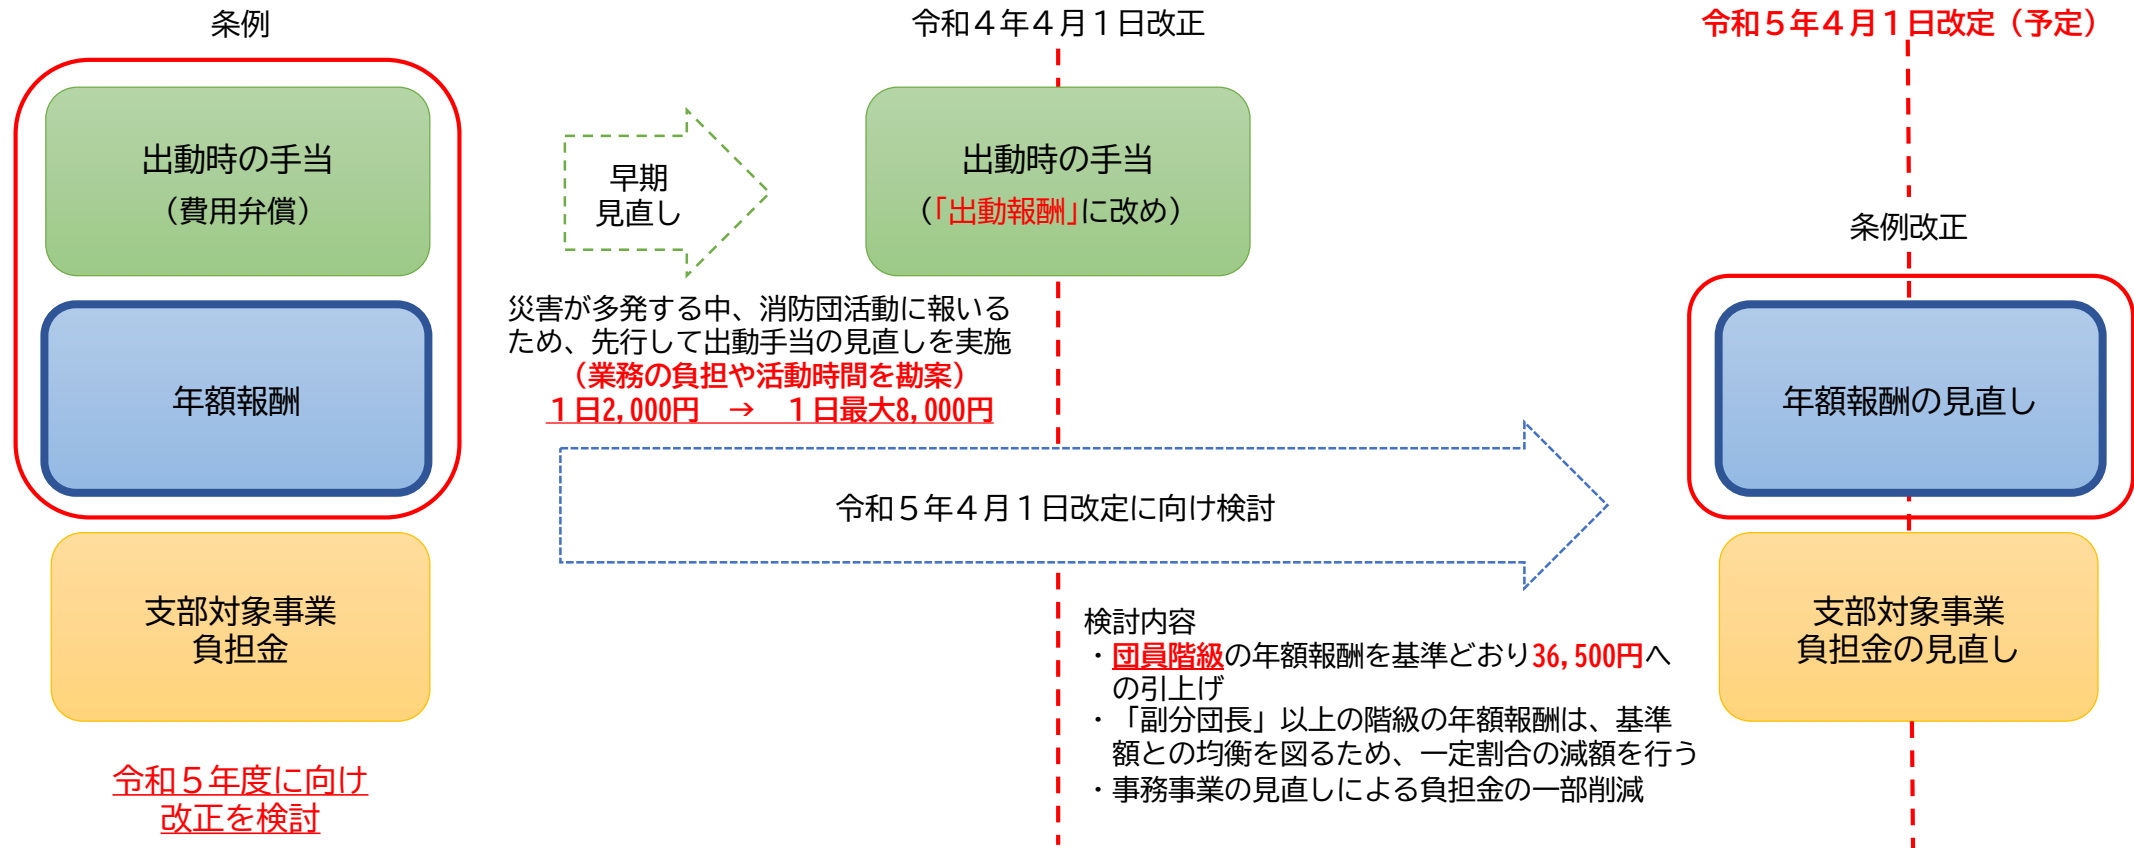 条例
出動時の手当
（費用弁償）
年額報酬
支部対象事業
負担金
令和５年度に向け
改正を検討
早期
見直し
災害が多発する中、消防団活動に報いる
ため、先行して出動手当の見直しを実施
（業務の負担や活動時間を勘案）
１日2,000円　→　１日最大8,000円
令和４年４月１日改正
出動時の手当
（「出動報酬」に改め）
令和５年４月１日改定に向け検討
検討内容
・団員階級の年額報酬を基準どおり36,500円へ
の引上げ
・「副分団長」以上の階級の年額報酬は、基準
額との均衡を図るため、一定割合の減額を行う
・事務事業の見直しによる負担金の一部削減
令和５年４月１日改定（予定）
条例改正
年額報酬の見直し
支部対象事業
負担金の見直し